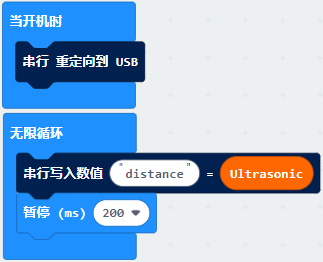 当开机时
串行 重定向到 USB
无限循环
串行写入数值 "distance" = Ultrasonic
暂停 (ms) 200